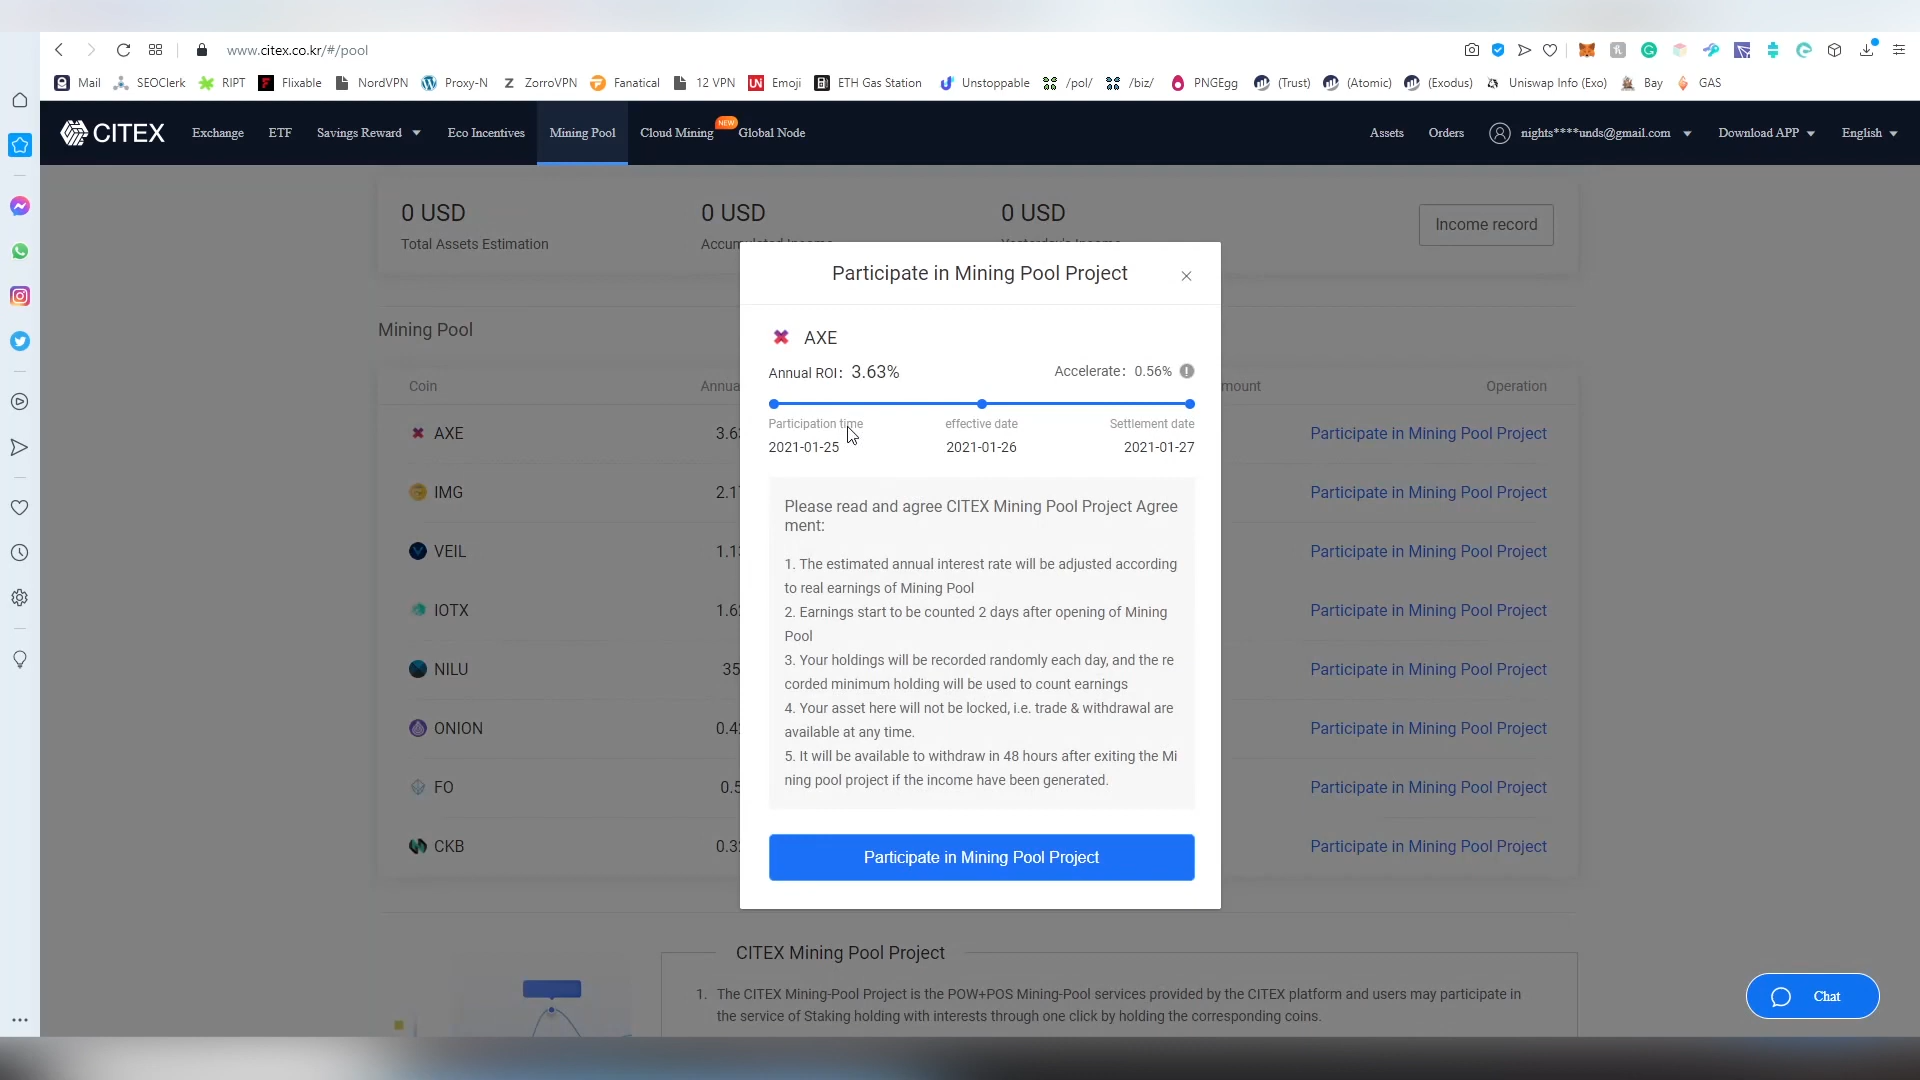 www.citex.co.kr/#/pool
Mail SEOClerk RIPT Flixable NordVPN Proxy-N ZorroVPN Fanatical 12 VPN Emoji ETH Gas Station Unstoppable /pol/ /biz/ PNGEgg (Trust) (Atomic) (Exodus) Uniswap Info (Exo) Bay GAS
CITEX Exchange ETF Savings Reward Eco Incentives Mining Pool Cloud Mining NEW Global Node Assets Orders nights****unds@gmail.com Download APP English
0 USD 0 USD 0 USD Income record
Total Assets Estimation
Participate in Mining Pool Project
Mining Pool
AXE
Annual ROI: 3.63% Accelerate: 0.56%
Coin Operation
Participation time effective date Settlement date
2021-01-25 2021-01-26 2021-01-27
AXE Participate in Mining Pool Project
IMG Participate in Mining Pool Project
VEIL Participate in Mining Pool Project
IOTX Participate in Mining Pool Project
NILU Participate in Mining Pool Project
ONION Participate in Mining Pool Project
FO Participate in Mining Pool Project
CKB Participate in Mining Pool Project
Please read and agree CITEX Mining Pool Project Agree
ment:
1. The estimated annual interest rate will be adjusted according
to real earnings of Mining Pool
2. Earnings start to be counted 2 days after opening of Mining
Pool
3. Your holdings will be recorded randomly each day, and the re
corded minimum holding will be used to count earnings
4. Your asset here will not be locked, i.e. trade & withdrawal are
available at any time.
5. It will be available to withdraw in 48 hours after exiting the Mi
ning pool project if the income have been generated.
Participate in Mining Pool Project
CITEX Mining Pool Project
1. The CITEX Mining-Pool Project is the POW+POS Mining-Pool services provided by the CITEX platform and users may participate in
the service of Staking holding with interests through one click by holding the corresponding coins.
Chat